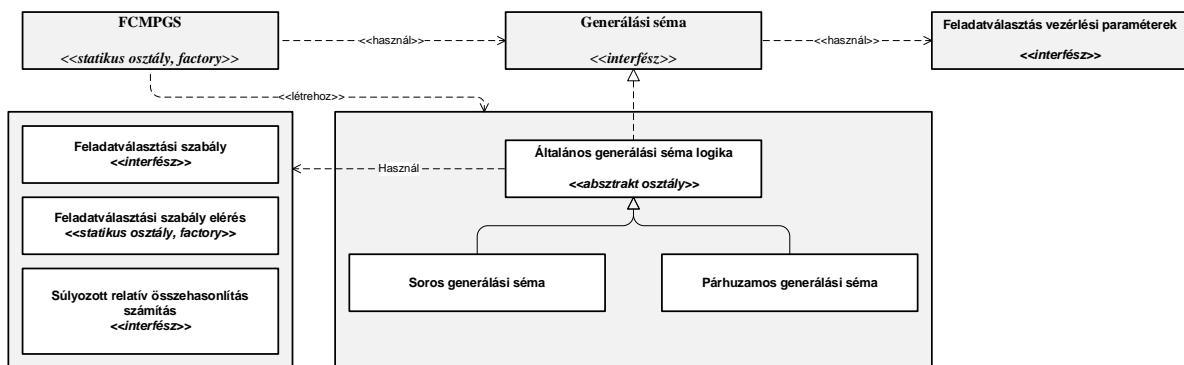 FCMPGS
<<statikus osztály, factory>>
<<használ>>
Generálási séma
<<interfész>>
<<használ>>
Feladatválasztás vezérlési paraméterek
<<interfész>>
<<létrehoz>>
Feladatválasztási szabály
<<interfész>>
Feladatválasztási szabály elérés
<<statikus osztály, factory>>
Súlyozott relatív összehasonlítás
számítás
<<interfész>>
Használ
Általános generálási séma logika
<<absztrakt osztály>>
Soros generálási séma
Párhuzamos generálási séma